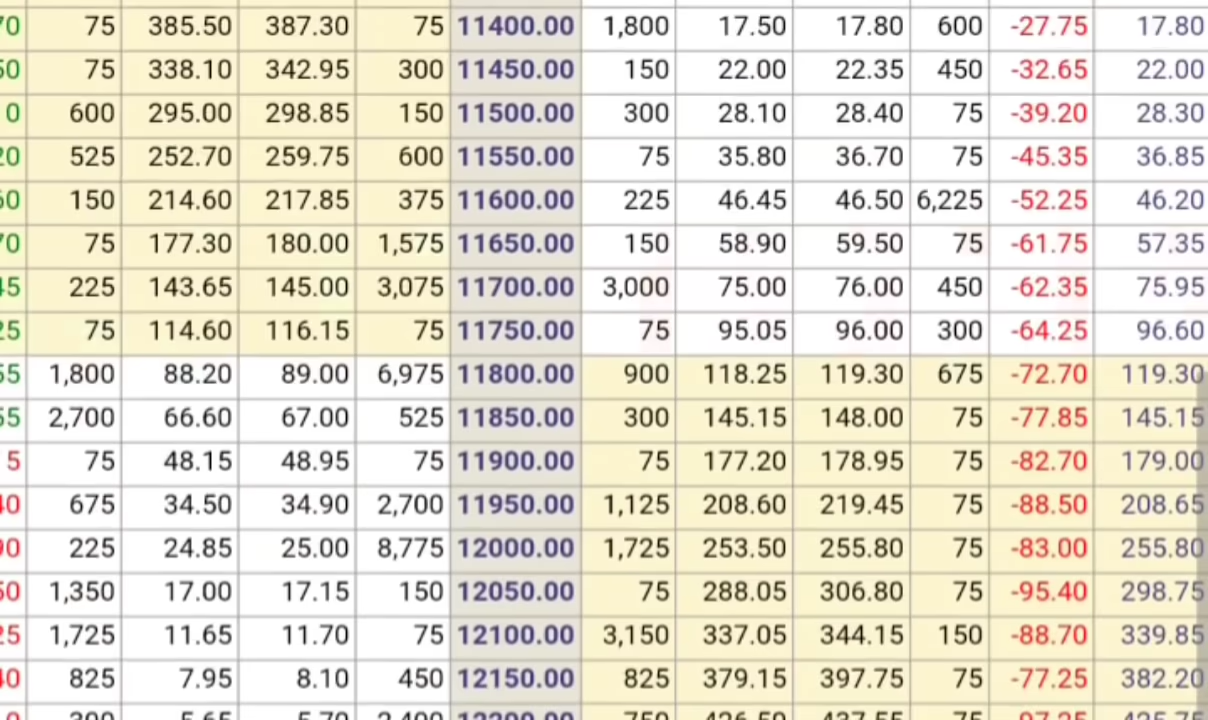 75 385.50 387.30 75 11400.00 1,800 17.50 17.80 600 -27.75 17.80
75 338.10 342.95 300 11450.00 150 22.00 22.35 450 -32.65 22.00
0 600 295.00 298.85 150 11500.00 300 28.10 28.40 75 -39.20 28.30
525 252.70 259.75 600 11550.00 75 35.80 36.70 75 -45.35 36.85
150 214.60 217.85 375 11600.00 225 46.45 46.50 6,225 -52.25 46.20
75 177.30 180.00 1,575 11650.00 150 58.90 59.50 75 -61.75 57.35
225 143.65 145.00 3,075 11700.00 3,000 75.00 76.00 450 -62.35 75.95
75 114.60 116.15 75 11750.00 75 95.05 96.00 300 -64.25 96.60
1,800 88.20 89.00 6,975 11800.00 900 118.25 119.30 675 -72.70 119.30
2,700 66.60 67.00 525 11850.00 300 145.15 148.00 75 -77.85 145.15
5 75 48.15 48.95 75 11900.00 75 177.20 178.95 75 -82.70 179.00
675 34.50 34.90 2,700 11950.00 1,125 208.60 219.45 75 -88.50 208.65
225 24.85 25.00 8,775 12000.00 1,725 253.50 255.80 75 -83.00 255.80
1,350 17.00 17.15 150 12050.00 75 288.05 306.80 75 -95.40 298.75
1,725 11.65 11.70 75 12100.00 3,150 337.05 344.15 150 -88.70 339.85
825 7.95 8.10 450 12150.00 825 379.15 397.75 75 -77.25 382.20